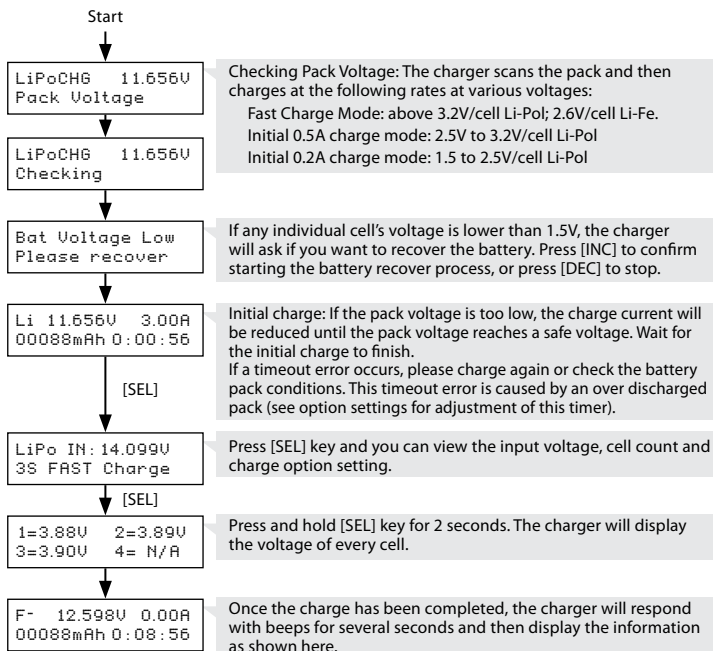 Start
LiPoCHG 11.656V
Pack Voltage
Checking Pack Voltage: The charger scans the pack and then
charges at the following rates at various voltages:
Fast Charge Mode: above 3.2V/cell Li-Pol; 2.6V/cell Li-Fe.
Initial 0.5A charge mode: 2.5V to 3.2V/cell Li-Pol
Initial 0.2A charge mode: 1.5 to 2.5V/cell Li-Pol
LiPoCHG 11.656V
Checking
Bat Voltage Low
Please recover
If any individual cell's voltage is lower than 1.5V, the charger
will ask if you want to recover the battery. Press [INC] to confirm
starting the battery recover process, or press [DEC] to stop.
Li 11.656V 3.00A
00088mAh 0:00:56
Initial charge: If the pack voltage is too low, the charge current will
be reduced until the pack voltage reaches a safe voltage. Wait for
the initial charge to finish.
If a timeout error occurs, please charge again or check the battery
pack conditions. This timeout error is caused by an over discharged
pack (see option settings for adjustment of this timer).
[SEL]
LiPo IN:14.099V
3S FAST Charge
Press [SEL] key and you can view the input voltage, cell count and
charge option setting.
[SEL]
1=3.88V 2=3.89V
3=3.90V 4= N/A
Press and hold [SEL] key for 2 seconds. The charger will display
the voltage of every cell.
F- 12.598V 0.00A
00088mAh 0:08:56
Once the charge has been completed, the charger will respond
with beeps for several seconds and then display the information
as shown here.